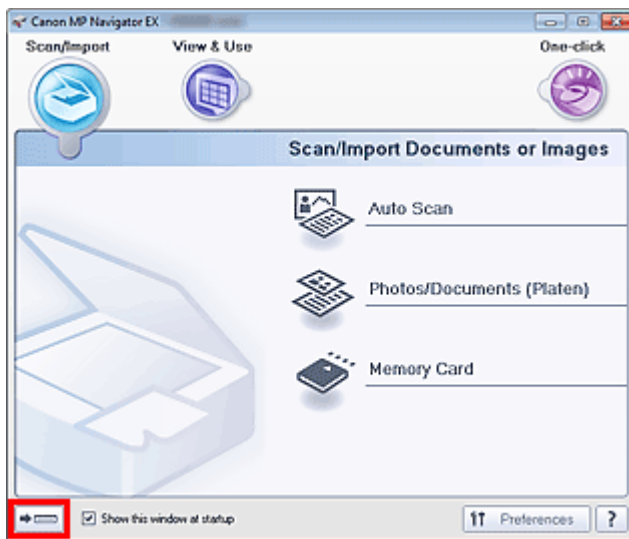 Canon MP Navigator EX
Scan/Import View & Use One-click
Scan/Import Documents or Images
Auto Scan
Photos/Documents (Platen)
Memory Card
Show this window at startup Preferences ?